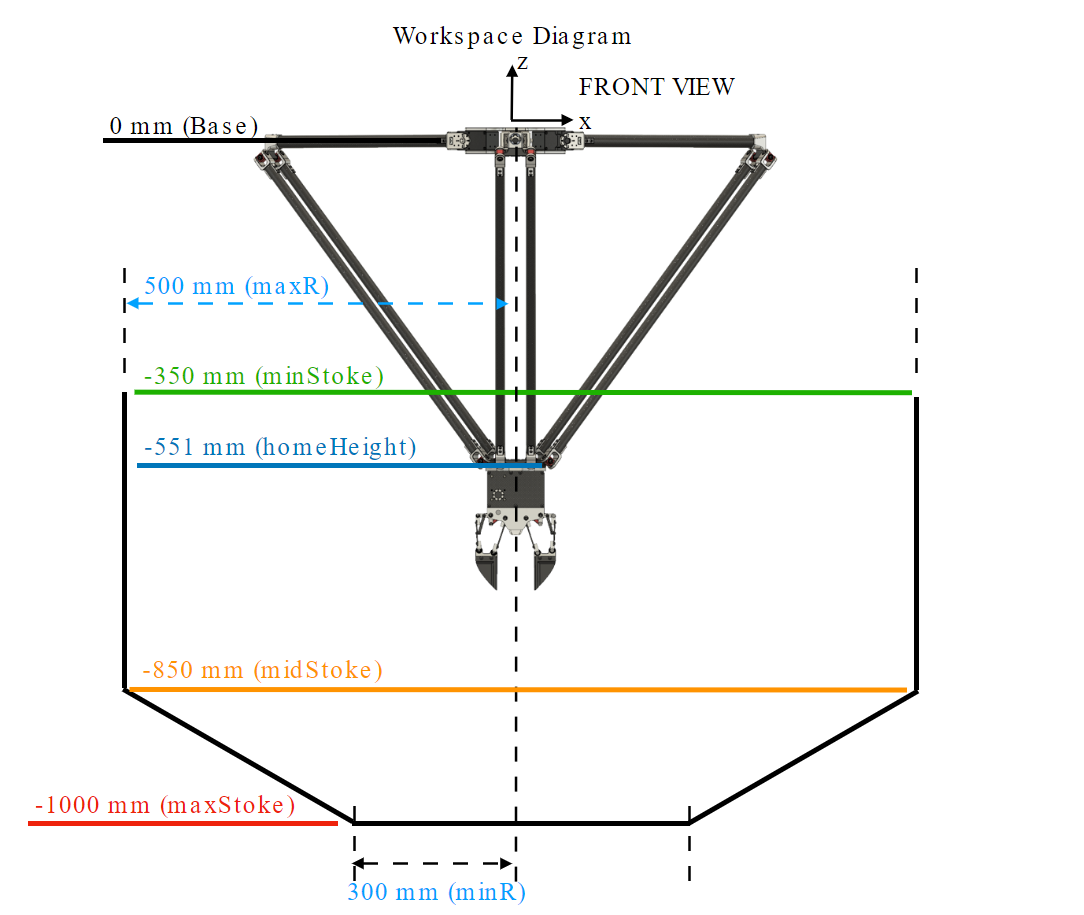 Workspace Diagram
z
FRONT VIEW
x
0 mm (Base)
500 mm (maxR)
-350 mm (minStoke)
-551 mm (homeHeight)
-850 mm (midStoke)
-1000 mm (maxStoke)
300 mm (minR)